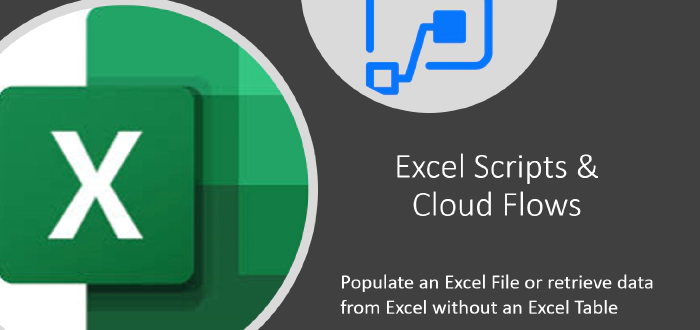 X
Excel Scripts &
Cloud Flows
Populate an Excel File or retrieve data
from Excel without an Excel Table